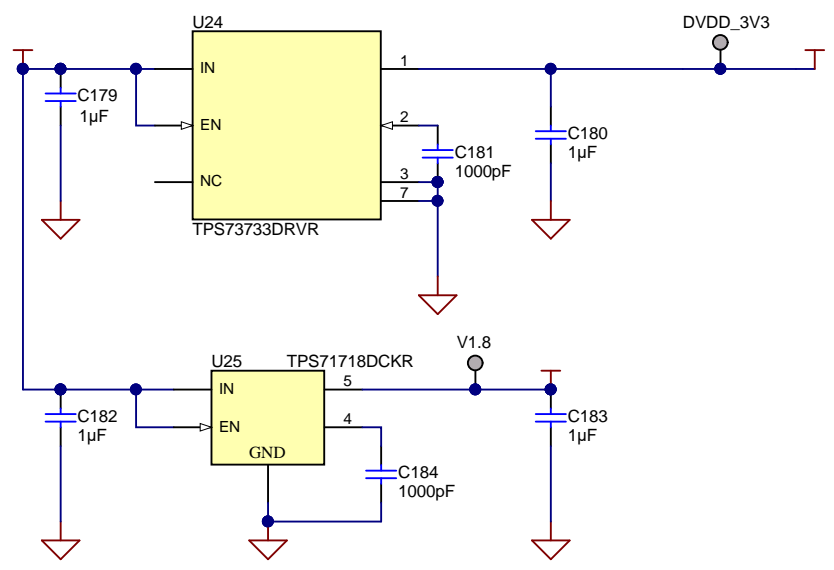 U24
DVDD_3V3
IN
1
C179
1µF
EN
2
C180
1µF
C181
1000pF
NC
3
7
TPS73733DRVR
V1.8
U25
TPS71718DCKR
IN
5
C182
1µF
EN
4
C183
1µF
GND
C184
1000pF